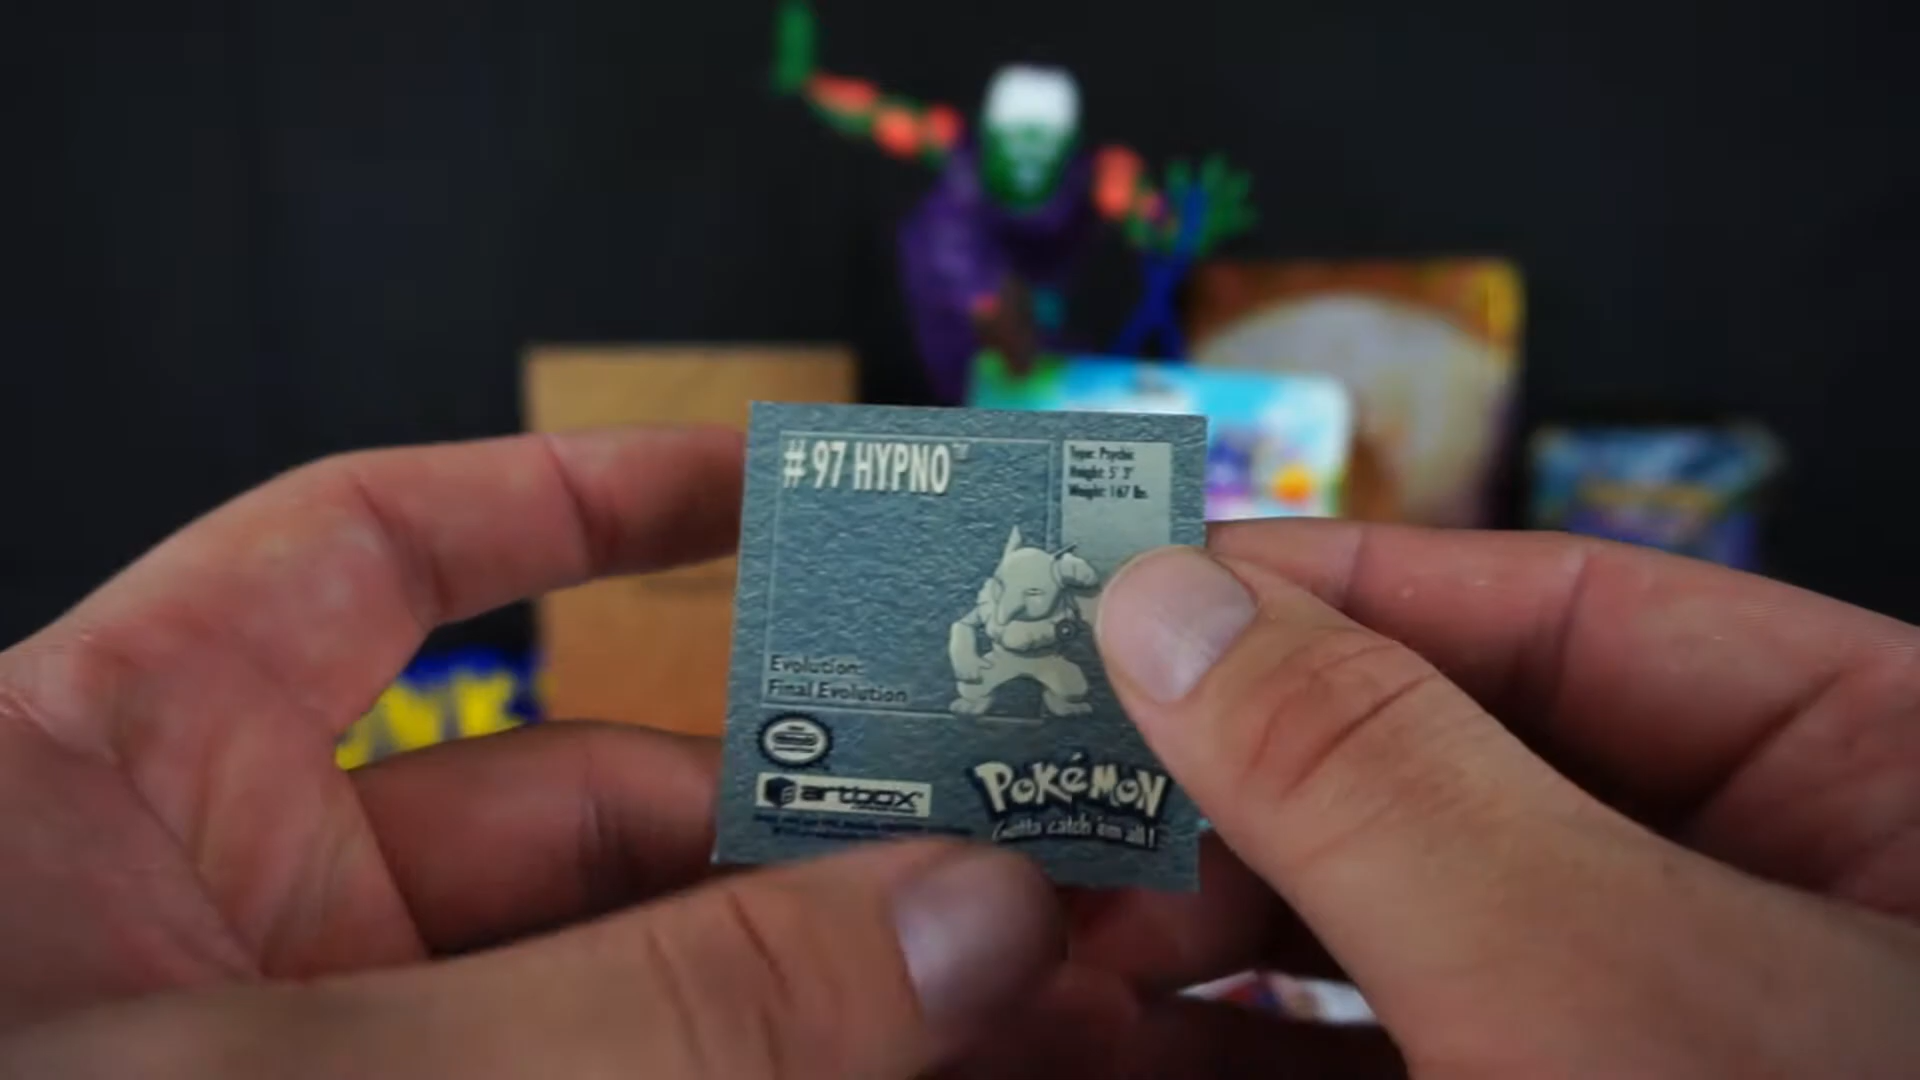 # 97 HYPNO™
Type: Psychic
Height: 5' 3"
Weight: 167 lbs.
Evolution:
Final Evolution
Nintendo
artbox
POKéMON
Gotta catch 'em all!